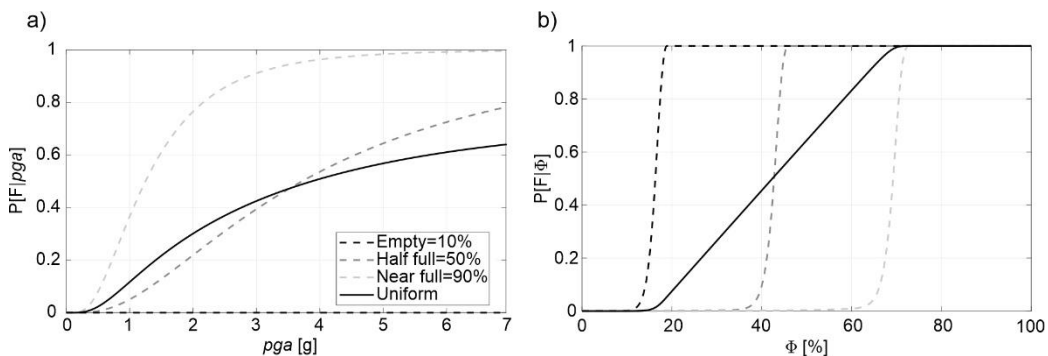 a)
1
0.8
0.6
0.4
0.2
0
P[F|pga]
0 1 2 3 4 5 6 7
pga [g]
Empty=10%
Half full=50%
Near full=90%
Uniform
b)
1
0.8
0.6
0.4
0.2
0
P[F|Φ]
0 20 40 60 80 100
Φ [%]